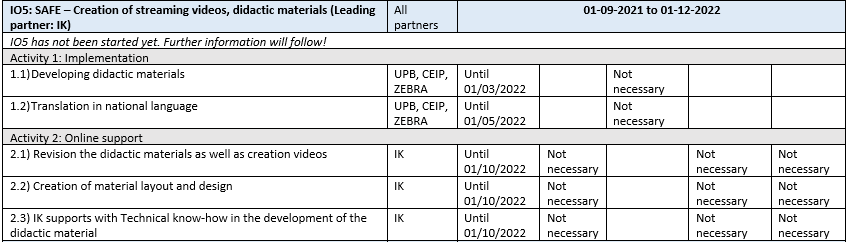 IO5: SAFE – Creation of streaming videos, didactic materials (Leading partner: IK) All partners 01-09-2021 to 01-12-2022
IO5 has not been started yet. Further information will follow!
Activity 1: Implementation
1.1)Developing didactic materials UPB, CEIP, ZEBRA Until 01/03/2022 Not necessary
1.2)Translation in national language UPB, CEIP, ZEBRA Until 01/05/2022 Not necessary
Activity 2: Online support
2.1) Revision the didactic materials as well as creation videos IK Until 01/10/2022 Not necessary Not necessary Not necessary
2.2) Creation of material layout and design IK Until 01/10/2022 Not necessary Not necessary Not necessary
2.3) IK supports with Technical know-how in the development of the didactic material IK Until 01/10/2022 Not necessary Not necessary Not necessary